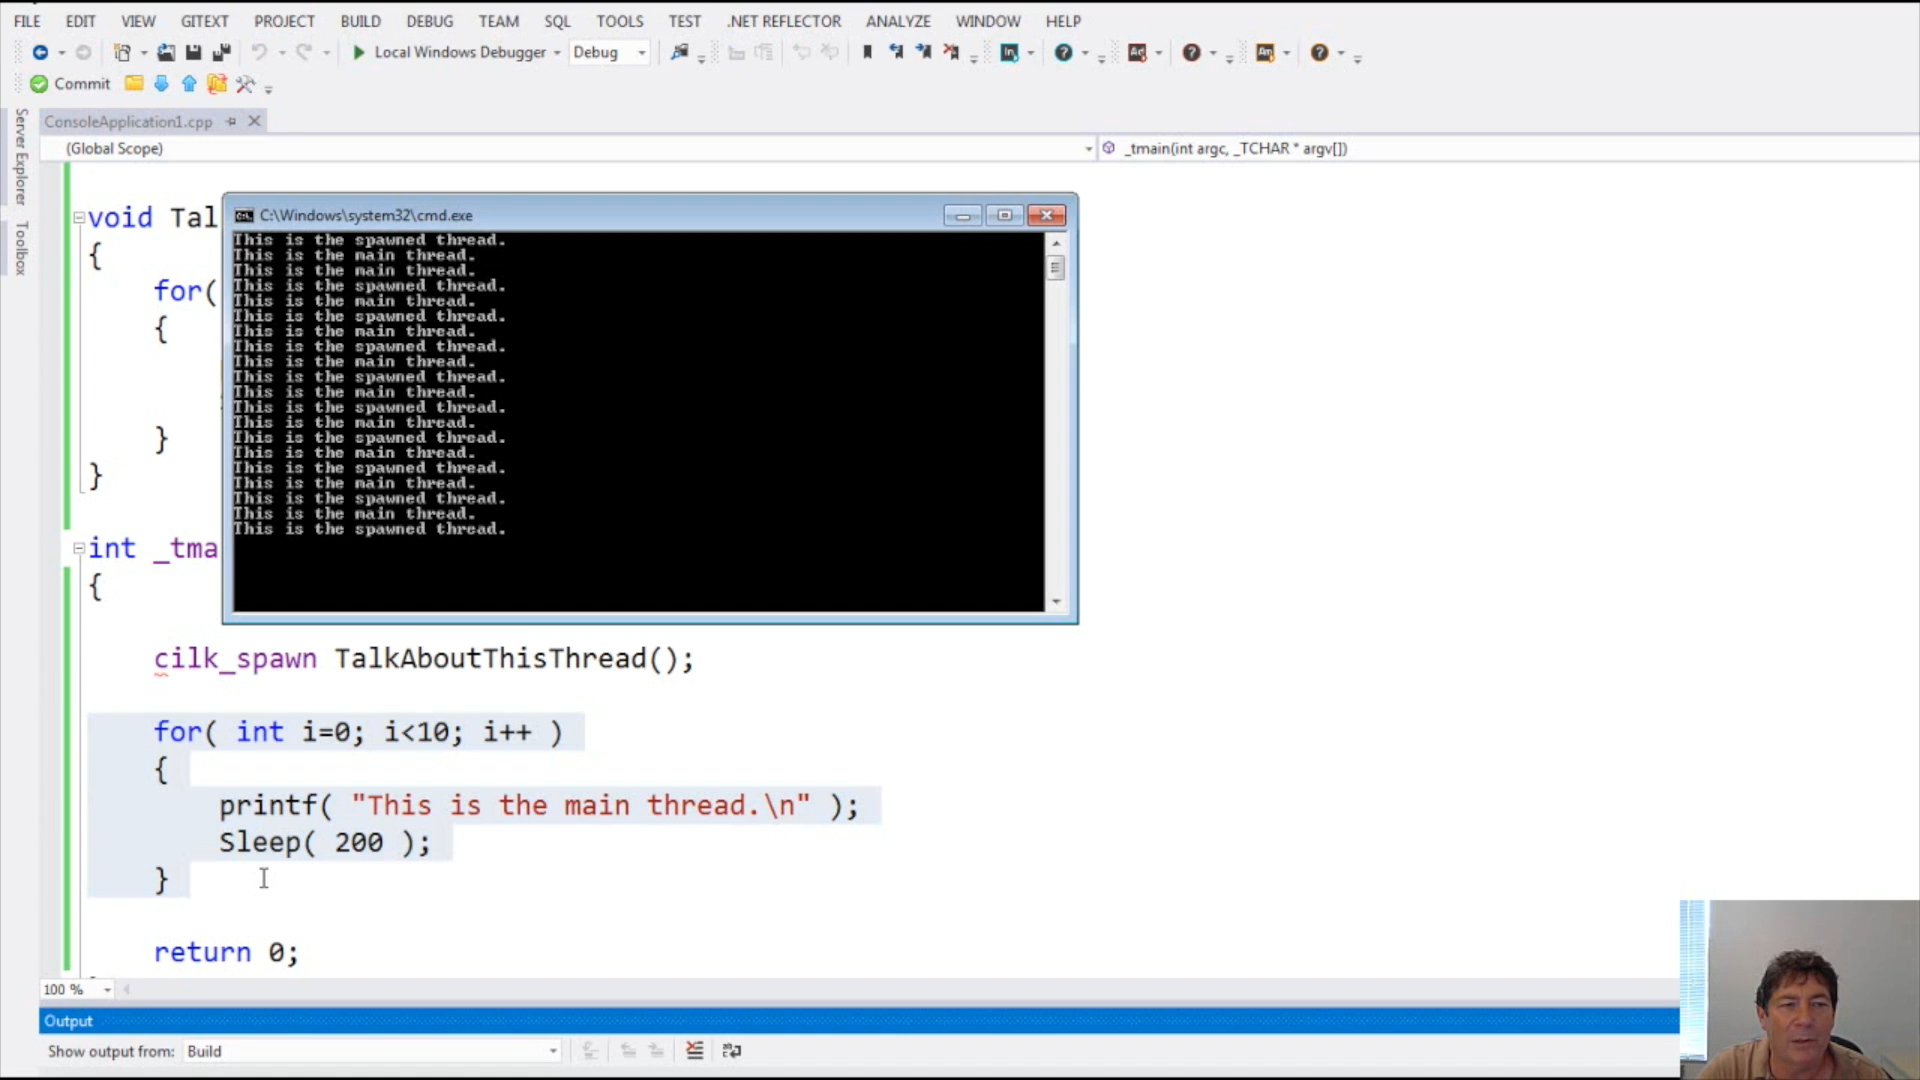 FILE EDIT VIEW GITEXT PROJECT BUILD DEBUG TEAM SQL TOOLS TEST .NET REFLECTOR ANALYZE WINDOW HELP
Local Windows Debugger Debug
Commit
Server Explorer
Toolbox
ConsoleApplication1.cpp
(Global Scope) _tmain(int argc, _TCHAR * argv[])
void Tal
{
for(
{
}
}
int _tma
{
C:\Windows\system32\cmd.exe
This is the spawned thread.
This is the main thread.
This is the main thread.
This is the spawned thread.
This is the main thread.
This is the spawned thread.
This is the main thread.
This is the spawned thread.
This is the main thread.
This is the spawned thread.
This is the main thread.
This is the spawned thread.
This is the main thread.
This is the spawned thread.
This is the main thread.
This is the spawned thread.
This is the main thread.
This is the spawned thread.
This is the main thread.
This is the spawned thread.
cilk_spawn TalkAboutThisThread();
for( int i=0; i<10; i++ )
{
printf( "This is the main thread.\n" );
Sleep( 200 );
}
return 0;
100 %
Output
Show output from: Build